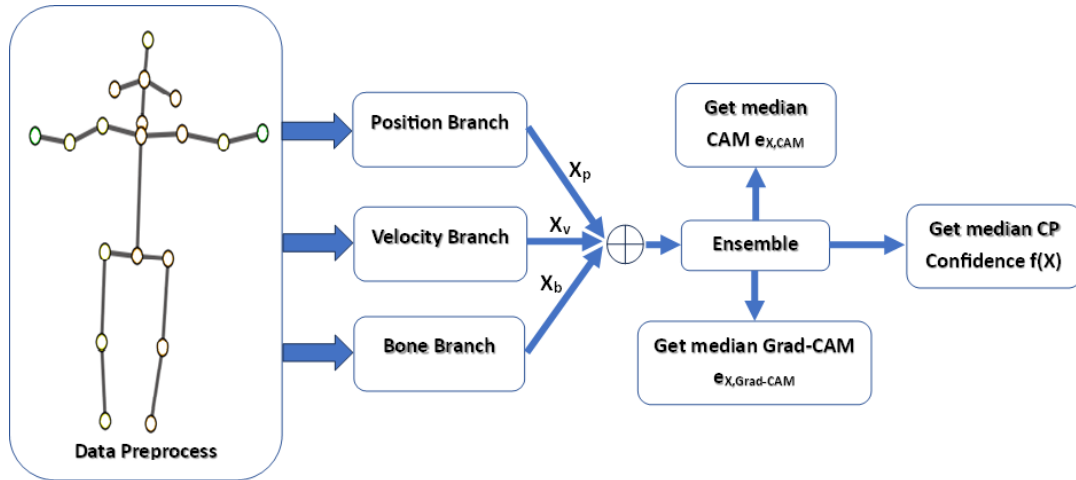 Data Preprocess
Position Branch
Velocity Branch
Bone Branch
Xp
Xv
Xb
Ensemble
Get median
CAM eX,CAM
Get median CP
Confidence f(X)
Get median Grad-CAM
eX,Grad-CAM